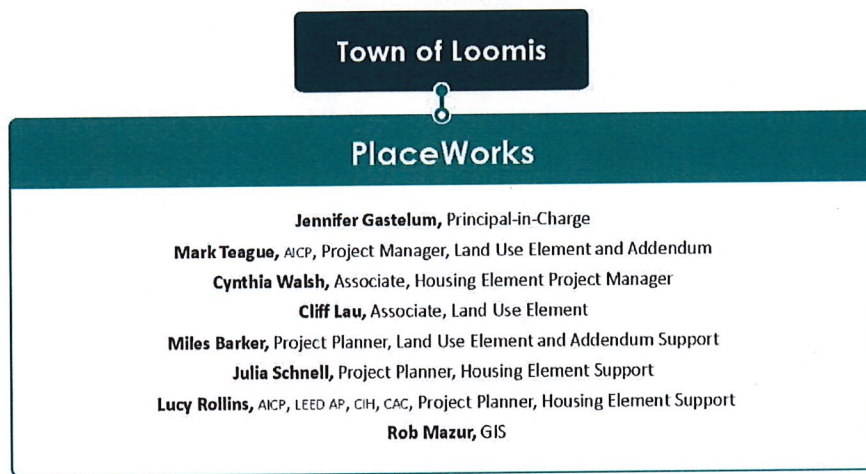 Town of Loomis
PlaceWorks
Jennifer Gastelum, Principal-in-Charge
Mark Teague, AICP, Project Manager, Land Use Element and Addendum
Cynthia Walsh, Associate, Housing Element Project Manager
Cliff Lau, Associate, Land Use Element
Miles Barker, Project Planner, Land Use Element and Addendum Support
Julia Schnell, Project Planner, Housing Element Support
Lucy Rollins, AICP, LEED AP, CIH, CAC, Project Planner, Housing Element Support
Rob Mazur, GIS